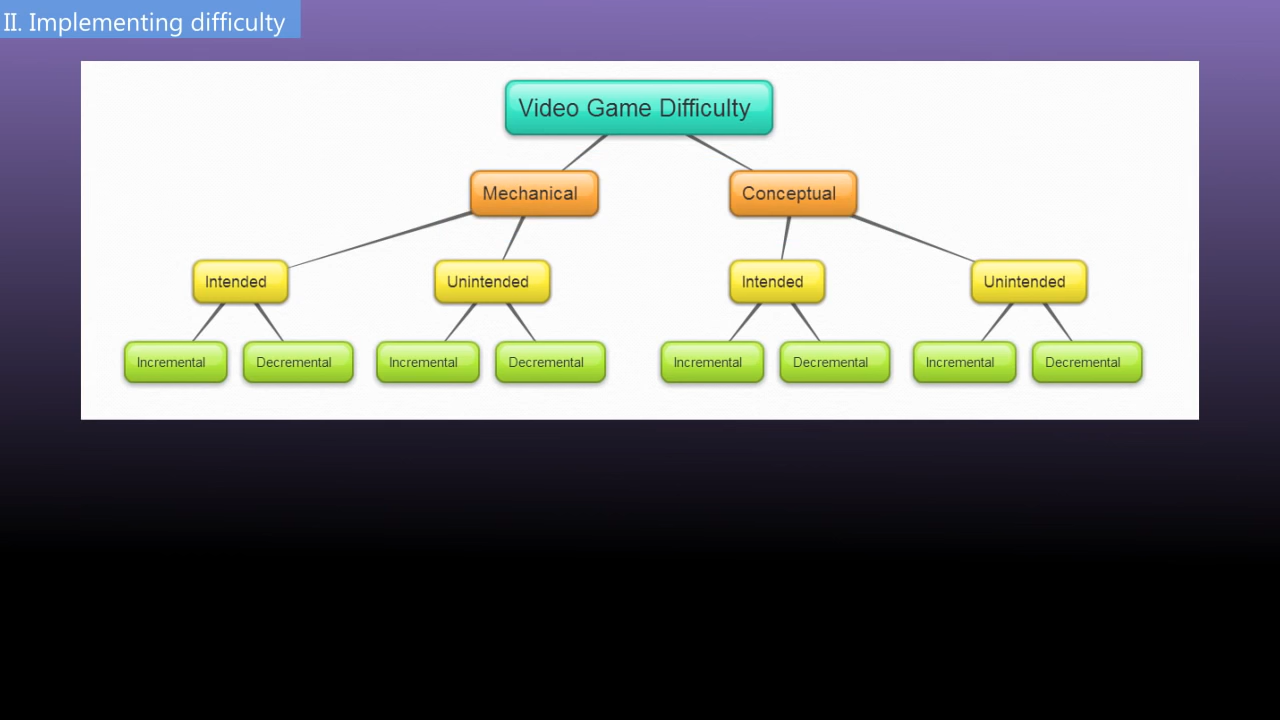 II. Implementing difficulty
Video Game Difficulty
Mechanical
Conceptual
Intended
Unintended
Intended
Unintended
Incremental
Decremental
Incremental
Decremental
Incremental
Decremental
Incremental
Decremental